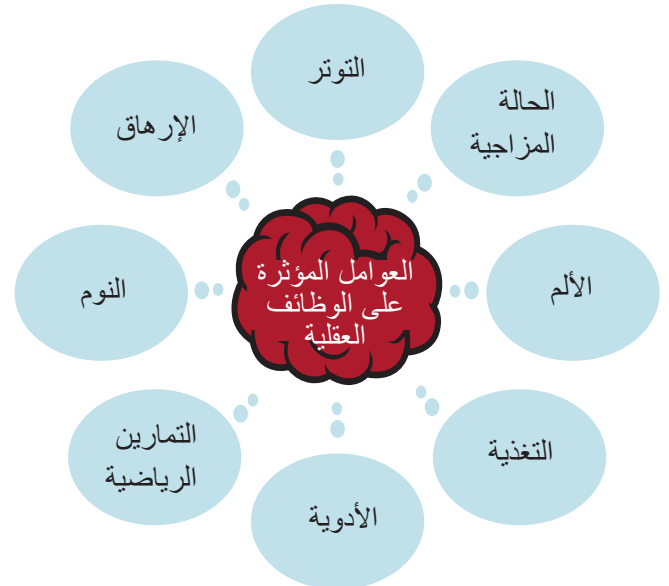 التوتر
الحالة
المزاجية
الإرهاق
العوامل المؤثرة
على الوظائف
العقلية
الألم
النوم
التغذية
التمارين
الرياضية
الأدوية